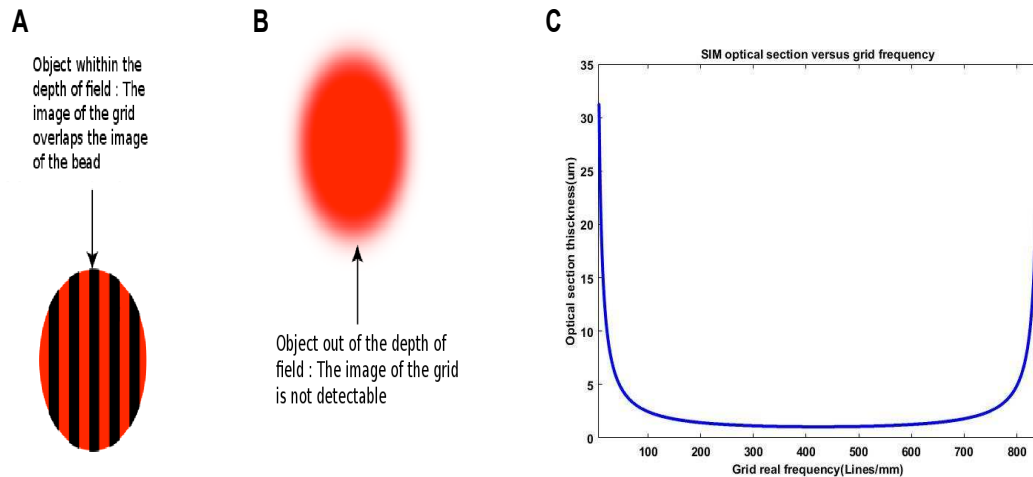 A
Object whithin the
depth of field : The
image of the grid
overlaps the image
of the bead
B
Object out of the depth of
field : The image of the grid
is not detectable
C
SIM optical section versus grid frequency
Optical section thisckness(um)
35
30
25
20
15
10
5
0
100 200 300 400 500 600 700 800
Grid real frequency(Lines/mm)